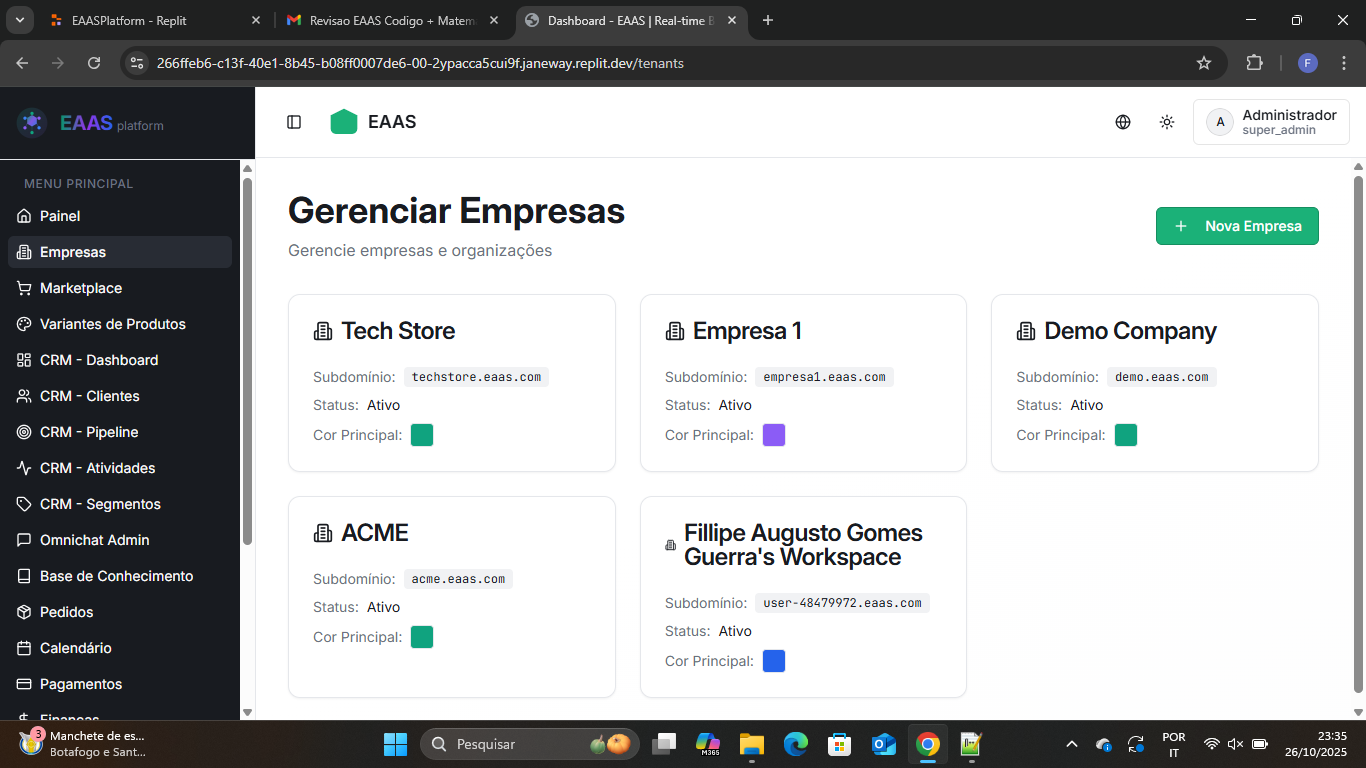 EAASPlatform - Replit
Revisao EAAS Codigo + Matem
Dashboard - EAAS | Real-time B
266ffeb6-c13f-40e1-8b45-b08ff0007de6-00-2ypacca5cui9f.janeway.replit.dev/tenants
F
EAAS platform
EAAS
A
Administrador
super_admin
MENU PRINCIPAL
Painel
Empresas
Marketplace
Variantes de Produtos
CRM - Dashboard
CRM - Clientes
CRM - Pipeline
CRM - Atividades
CRM - Segmentos
Omnichat Admin
Base de Conhecimento
Pedidos
Calendário
Pagamentos
Finanças
Gerenciar Empresas
Gerencie empresas e organizações
+ Nova Empresa
Tech Store
Subdomínio: techstore.eaas.com
Status: Ativo
Cor Principal:
Empresa 1
Subdomínio: empresa1.eaas.com
Status: Ativo
Cor Principal:
Demo Company
Subdomínio: demo.eaas.com
Status: Ativo
Cor Principal:
ACME
Subdomínio: acme.eaas.com
Status: Ativo
Cor Principal:
Fillipe Augusto Gomes
Guerra's Workspace
Subdomínio: user-48479972.eaas.com
Status: Ativo
Cor Principal:
3
Manchete de es...
Botafogo e Sant...
Pesquisar
M365
POR
IT
23:35
26/10/2025